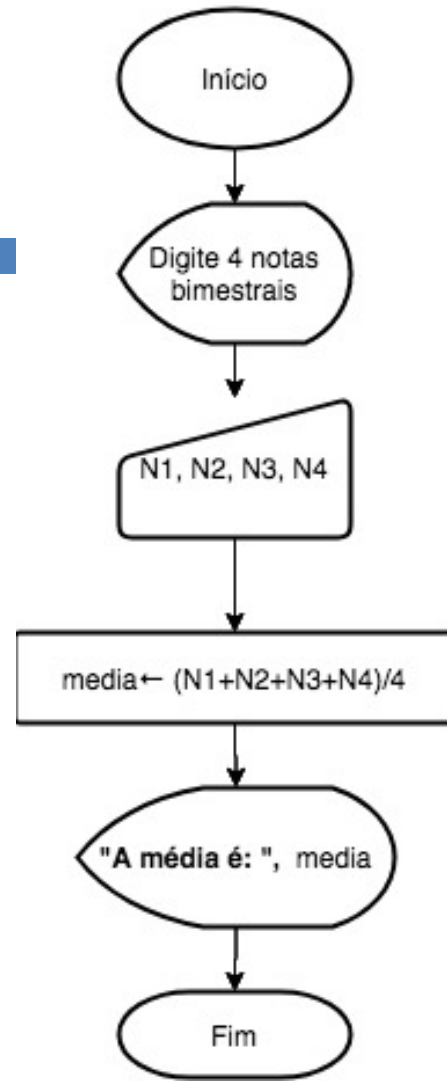 Início
Digite 4 notas
bimestrais
N1, N2, N3, N4
media← (N1+N2+N3+N4)/4
"A média é: ", media
Fim